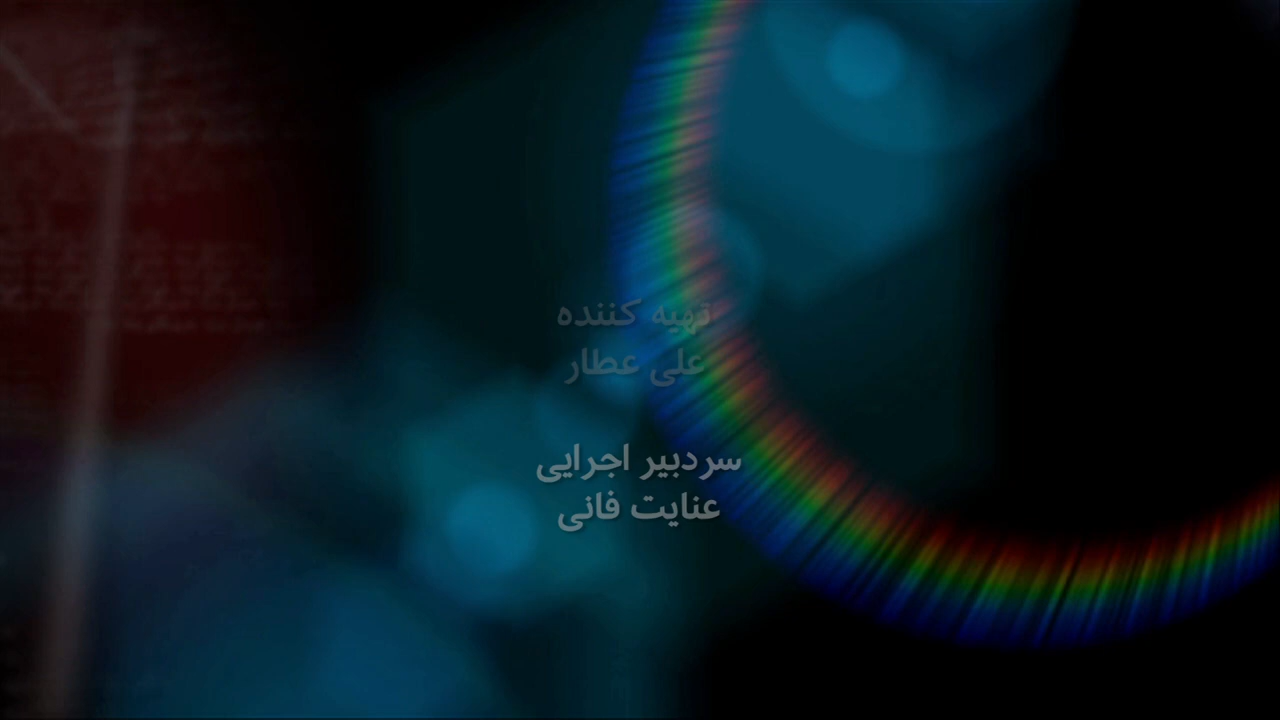 تهیه کننده
علی عطار
سردبیر اجرایی
عنایت فانی